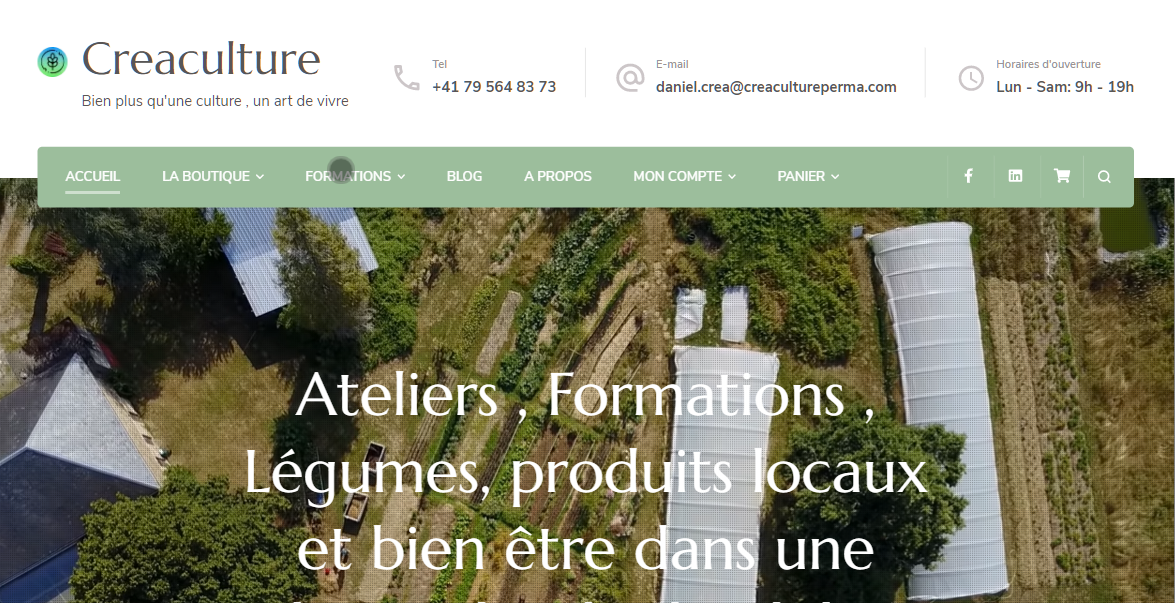 Creaculture
Bien plus qu'une culture , un art de vivre
Tel
+41 79 564 83 73
E-mail
daniel.crea@creacultureperma.com
Horaires d'ouverture
Lun - Sam: 9h - 19h
ACCUEIL LA BOUTIQUE FORMATIONS BLOG A PROPOS MON COMPTE PANIER
Ateliers , Formations ,
Légumes, produits locaux
et bien être dans une